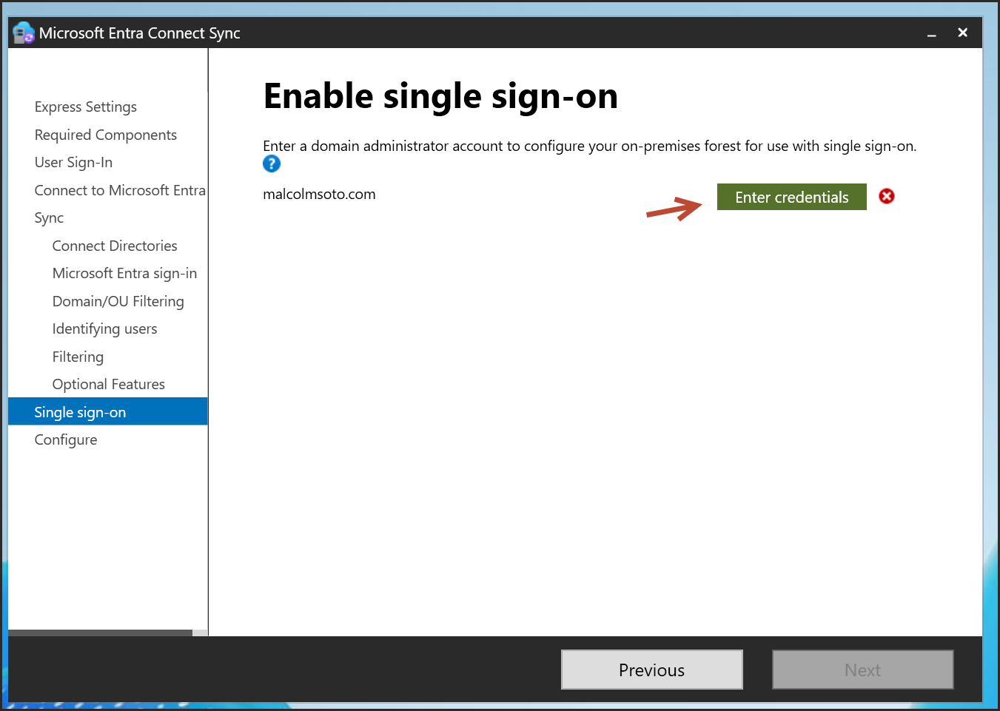 Microsoft Entra Connect Sync
Express Settings
Required Components
User Sign-In
Connect to Microsoft Entra
Sync
Connect Directories
Microsoft Entra sign-in
Domain/OU Filtering
Identifying users
Filtering
Optional Features
Single sign-on
Configure
Enable single sign-on
Enter a domain administrator account to configure your on-premises forest for use with single sign-on.
?
malcolmsoto.com
Enter credentials
Previous
Next